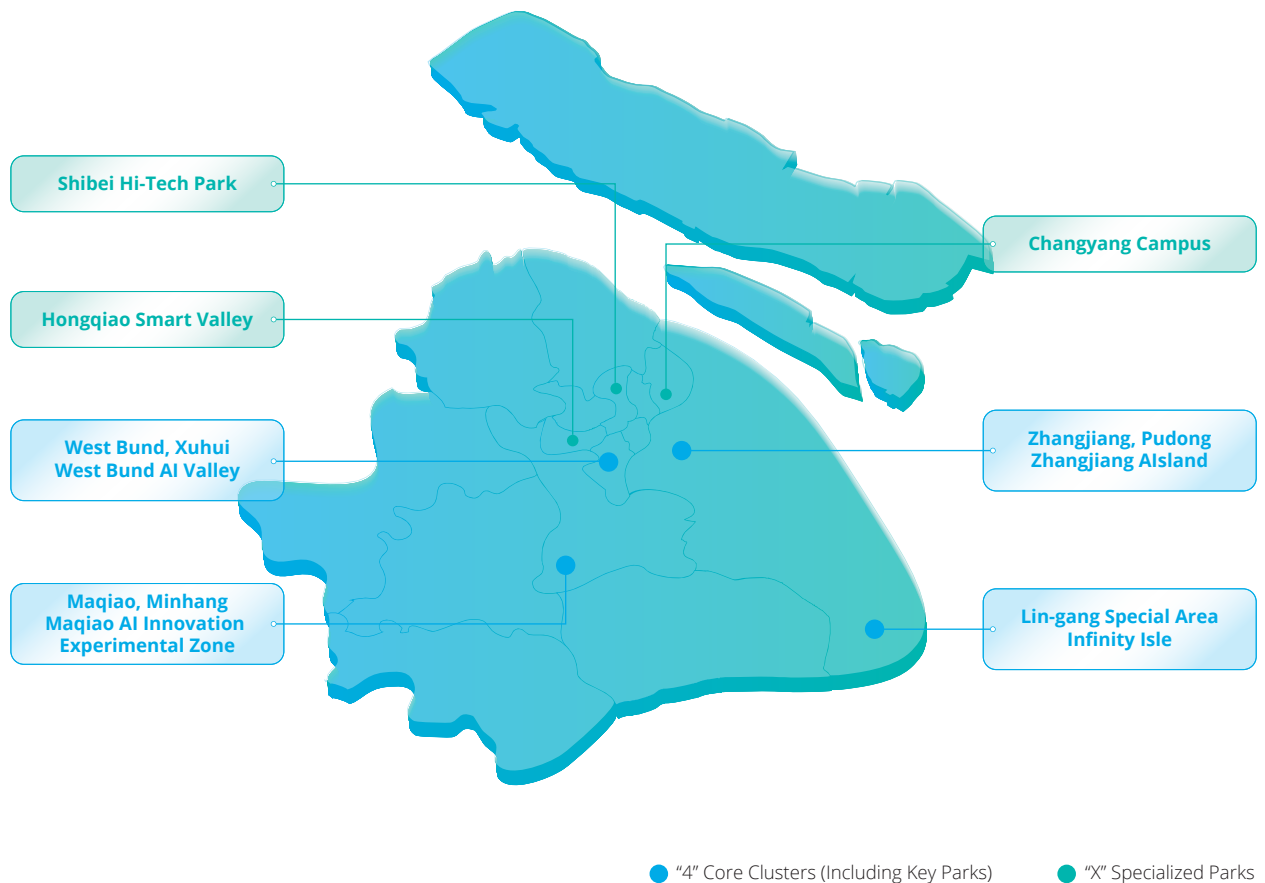 Shibei Hi-Tech Park
Changyang Campus
Hongqiao Smart Valley
West Bund, Xuhui
West Bund AI Valley
Zhangjiang, Pudong
Zhangjiang AIsland
Maqiao, Minhang
Maqiao AI Innovation
Experimental Zone
Lin-gang Special Area
Infinity Isle
“4” Core Clusters (Including Key Parks)
“X” Specialized Parks